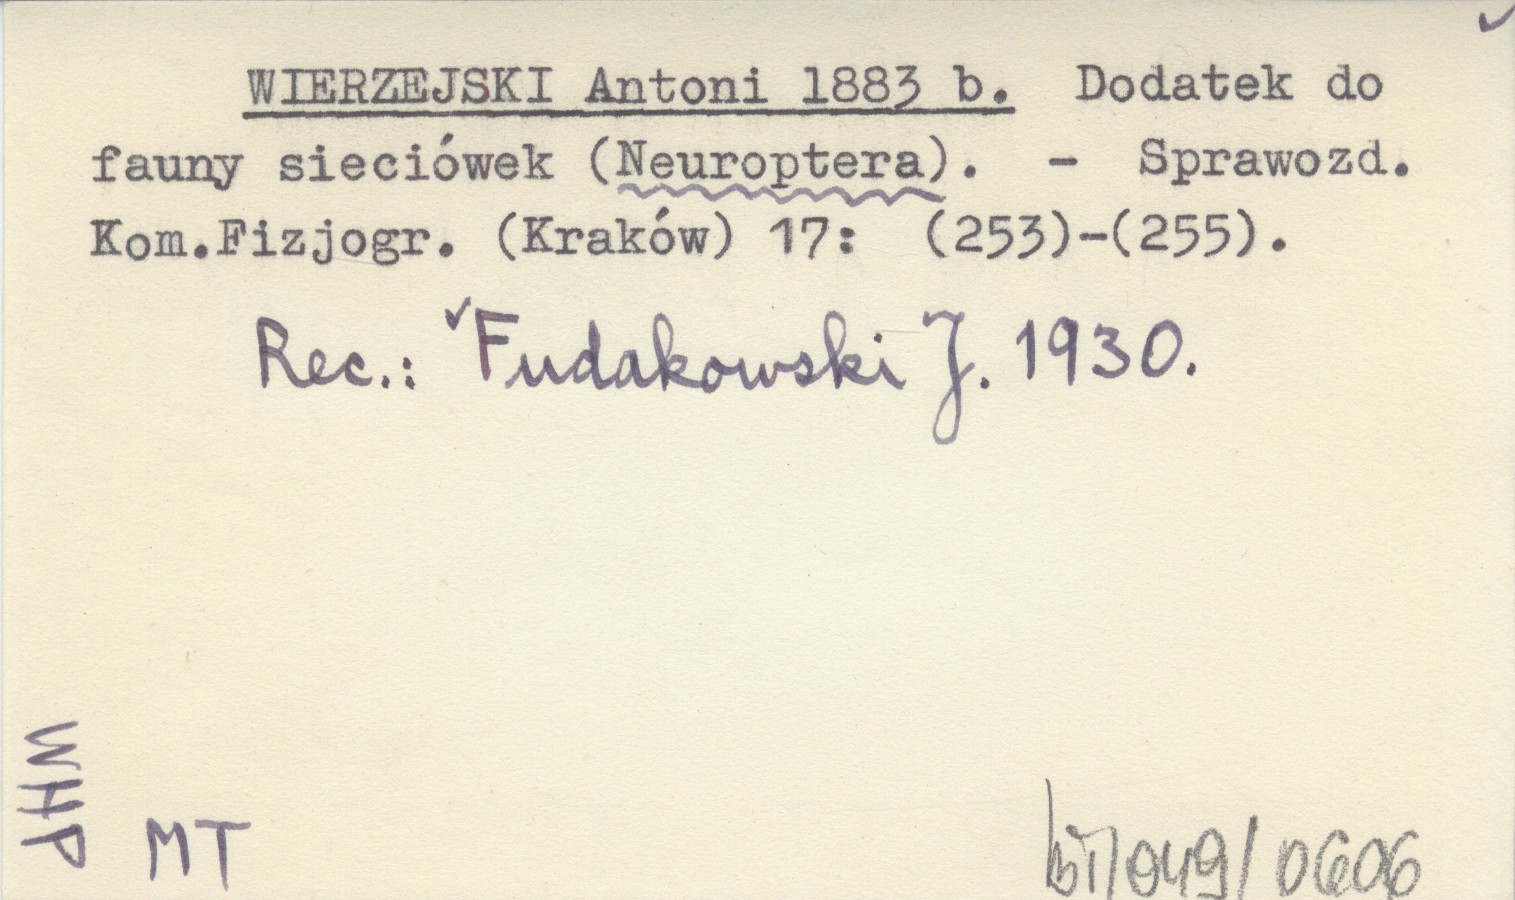 WIERZEJSKI Antoni 1883 b. Dodatek do
fauny sieciówek (Neuroptera). - Sprawozd.
Kom.Fizjogr. (Kraków) 17: (253)-(255).
Rec.: ✓Fudakowski J. 1930.
WHP
MT
bi/049/0606